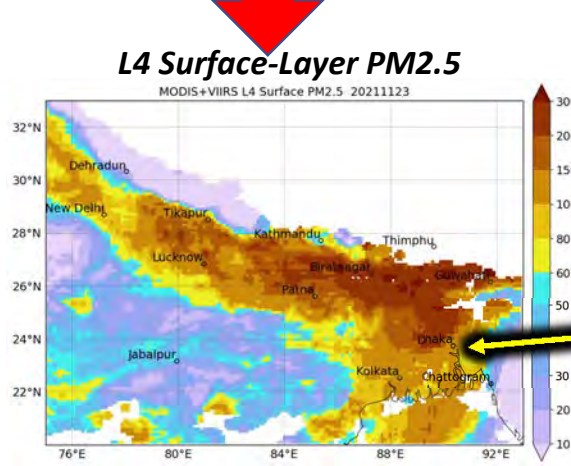 L4 Surface-Layer PM2.5
MODIS+VIIRS L4 Surface PM2.5 20211123
32°N
30°N
28°N
26°N
24°N
22°N
Dehradun
New Delhi
Tikapur
Kathmandu
Thimphu
Lucknow
Biratnagar
Guwahati
Patna
Dhaka
Jabalpur
Kolkata
Chattogram
76°E 80°E 84°E 88°E 92°E
30
20
15
10
80
60
50
30
20
10